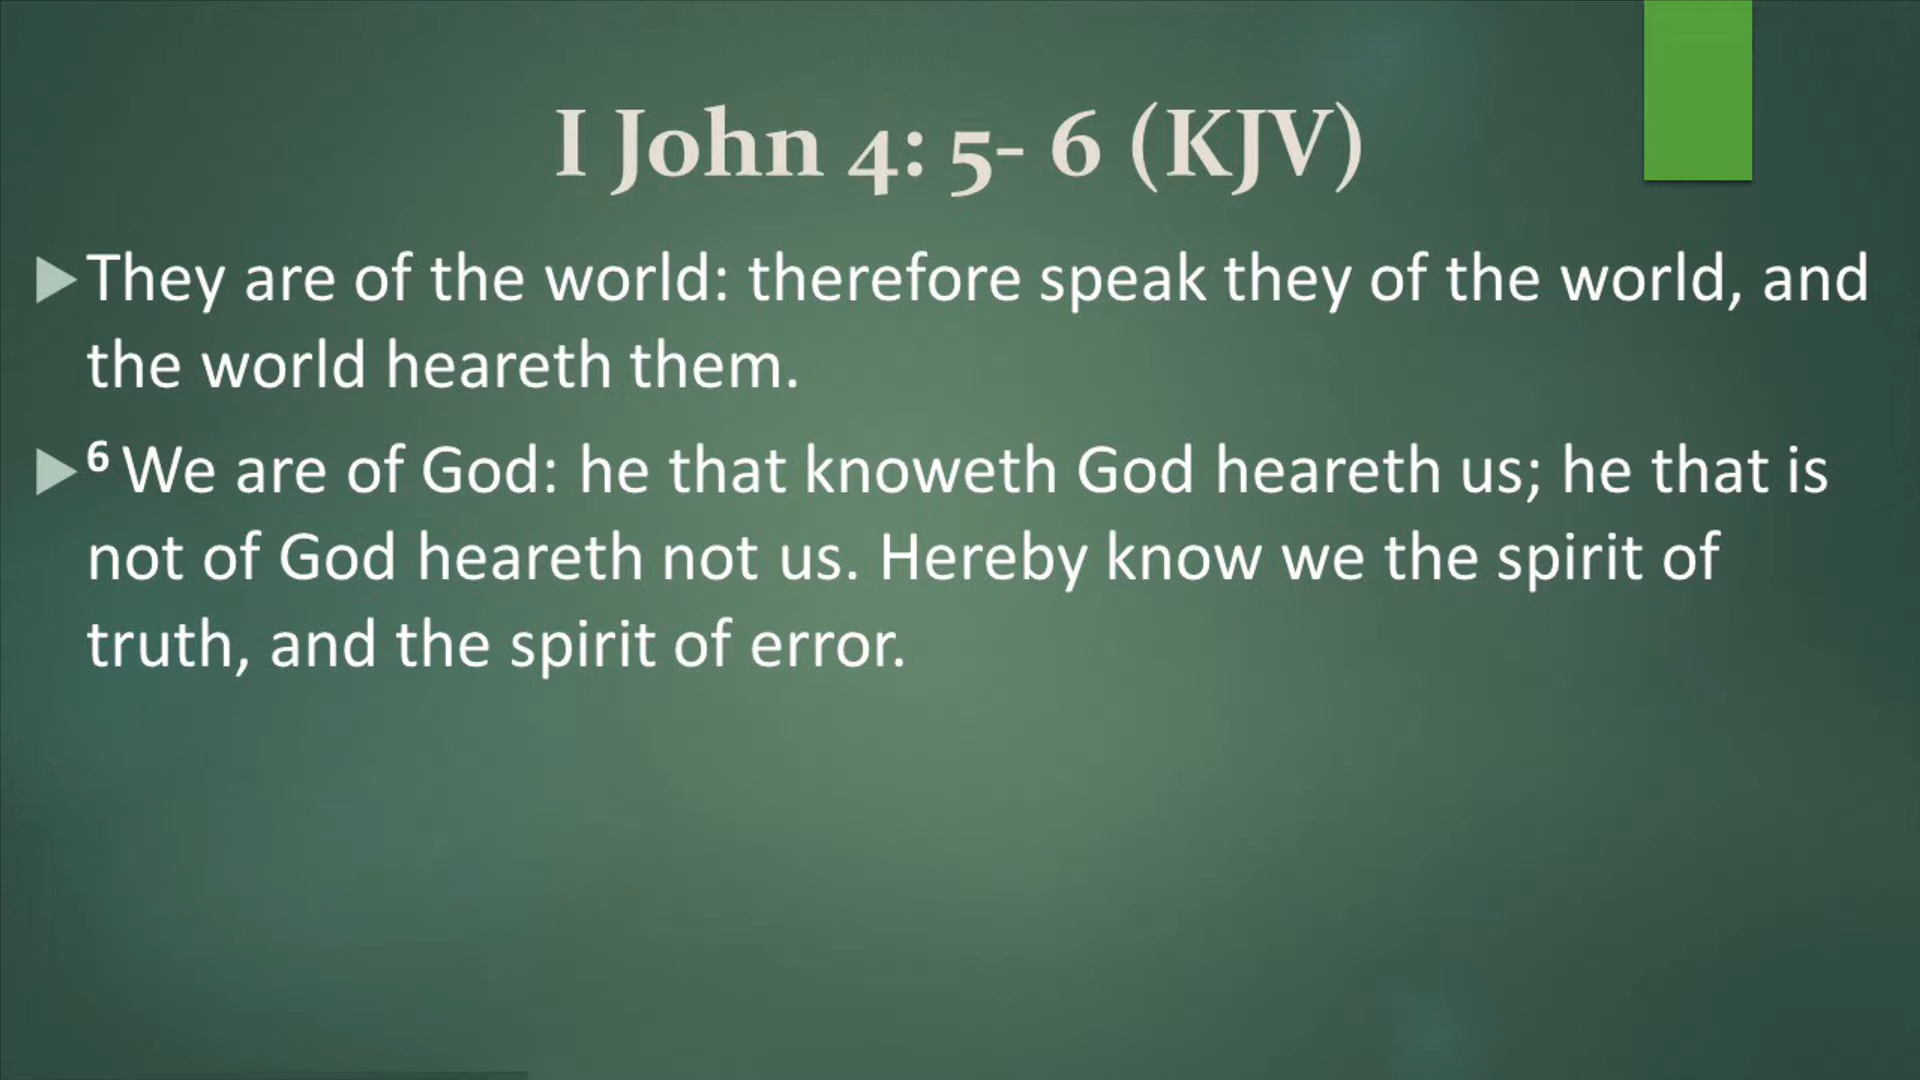 I John 4: 5- 6 (KJV)
They are of the world: therefore speak they of the world, and
the world heareth them.
6 We are of God: he that knoweth God heareth us; he that is
not of God heareth not us. Hereby know we the spirit of
truth, and the spirit of error.